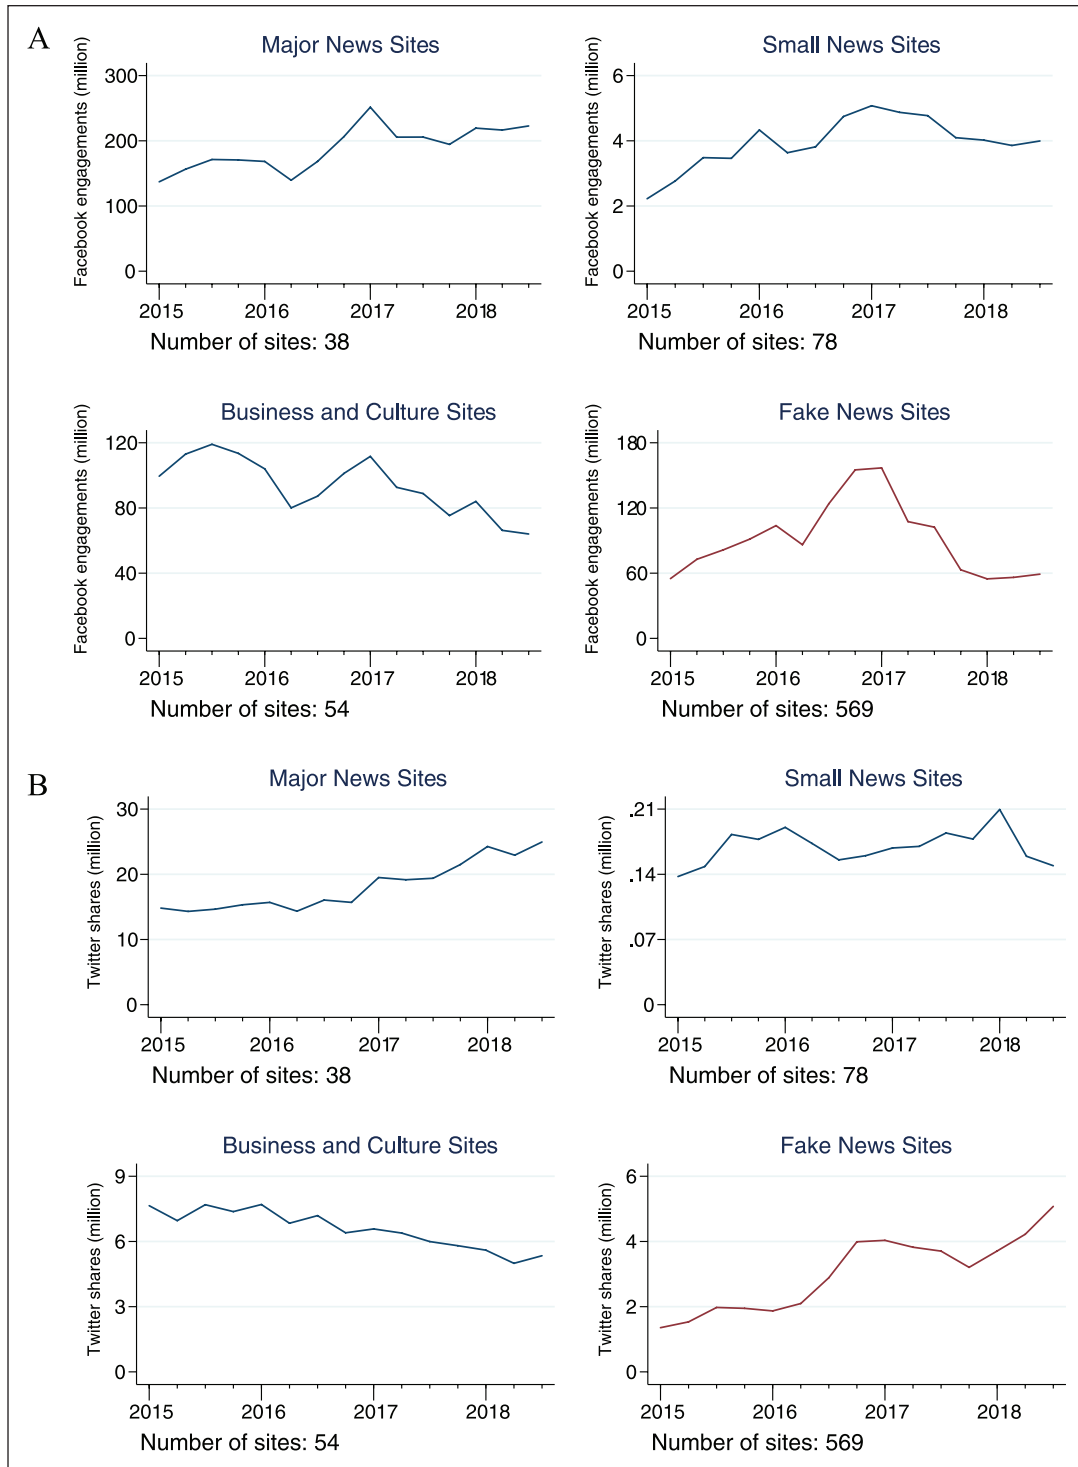 A
Major News Sites
Facebook engagements (million)
300
200
100
0
2015 2016 2017 2018
Number of sites: 38
Small News Sites
Facebook engagements (million)
6
4
2
0
2015 2016 2017 2018
Number of sites: 78
Business and Culture Sites
Facebook engagements (million)
120
80
40
0
2015 2016 2017 2018
Number of sites: 54
Fake News Sites
Facebook engagements (million)
180
120
60
0
2015 2016 2017 2018
Number of sites: 569
B
Major News Sites
Twitter shares (million)
30
20
10
0
2015 2016 2017 2018
Number of sites: 38
Small News Sites
Twitter shares (million)
.21
.14
.07
0
2015 2016 2017 2018
Number of sites: 78
Business and Culture Sites
Twitter shares (million)
9
6
3
0
2015 2016 2017 2018
Number of sites: 54
Fake News Sites
Twitter shares (million)
6
4
2
0
2015 2016 2017 2018
Number of sites: 569